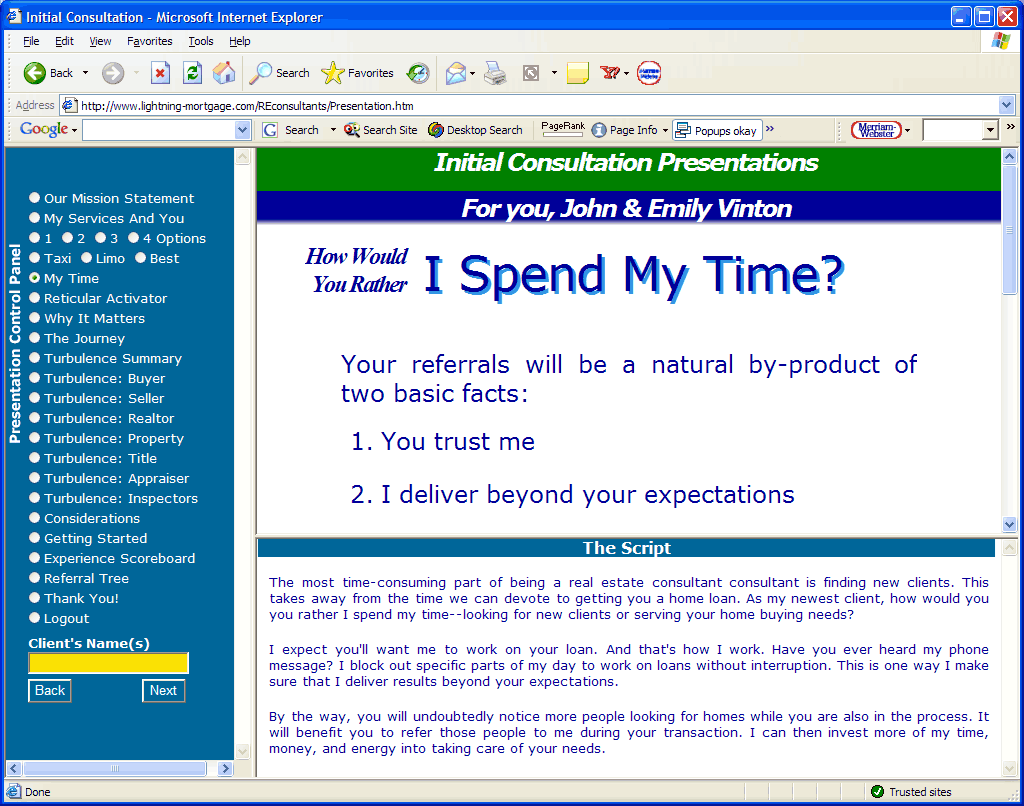 Initial Consultation - Microsoft Internet Explorer
File Edit View Favorites Tools Help
Back Search Favorites
Address http://www.lightning-mortgage.com/REconsultants/Presentation.htm
Google G Search Search Site Desktop Search PageRank Page Info Popups okay » Merriam-Webster »
Presentation Control Panel
Our Mission Statement
My Services And You
1 2 3 4 Options
Taxi Limo Best
My Time
Reticular Activator
Why It Matters
The Journey
Turbulence Summary
Turbulence: Buyer
Turbulence: Seller
Turbulence: Realtor
Turbulence: Property
Turbulence: Title
Turbulence: Appraiser
Turbulence: Inspectors
Considerations
Getting Started
Experience Scoreboard
Referral Tree
Thank You!
Logout
Client's Name(s)
Back Next
Initial Consultation Presentations
For you, John & Emily Vinton
How Would
You Rather
I Spend My Time?
Your referrals will be a natural by-product of
two basic facts:
1. You trust me
2. I deliver beyond your expectations
The Script
The most time-consuming part of being a real estate consultant consultant is finding new clients. This
takes away from the time we can devote to getting you a home loan. As my newest client, how would you
you rather I spend my time--looking for new clients or serving your home buying needs?
I expect you'll want me to work on your loan. And that's how I work. Have you ever heard my phone
message? I block out specific parts of my day to work on loans without interruption. This is one way I make
sure that I deliver results beyond your expectations.
By the way, you will undoubtedly notice more people looking for homes while you are also in the process. It
will benefit you to refer those people to me during your transaction. I can then invest more of my time,
money, and energy into taking care of your needs.
Done Trusted sites